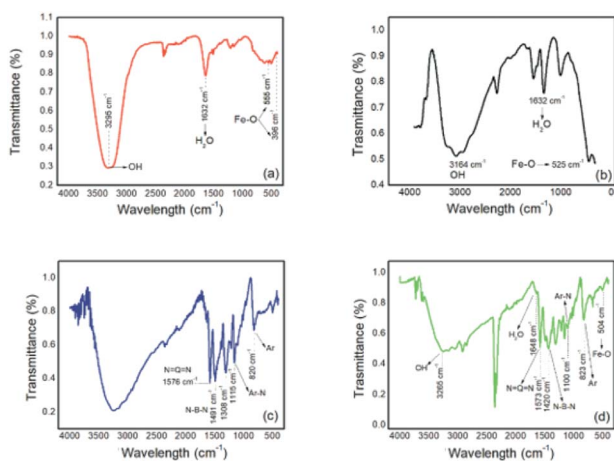 Transmittance (%)
1.1
1.0
0.9
0.8
0.7
0.6
0.5
0.4
0.3
0.2
3295 cm⁻¹
OH
1632 cm⁻¹
H₂O
Fe-O
555 cm⁻¹
396 cm⁻¹
(a)
4000 3500 3000 2500 2000 1500 1000 500
Wavelength (cm⁻¹)
Transmittance (%)
1.0
0.9
0.8
0.7
0.6
0.5
0.4
1632 cm⁻¹
H₂O
3164 cm⁻¹
OH
Fe-O
525 cm⁻¹
(b)
4000 3000 2000 1000 0
Wavelength (cm⁻¹)
Transmittance (%)
1.0
0.8
0.6
0.4
0.2
N=Q=N
1576 cm⁻¹
N-B-N
1491 cm⁻¹
1308 cm⁻¹
1115 cm⁻¹
Ar-N
820 cm⁻¹
Ar
(c)
4000 3500 3000 2500 2000 1500 1000 500
Wavelength (cm⁻¹)
Trasmittance (%)
1.0
0.8
0.6
0.4
0.2
0.0
OH
3265 cm⁻¹
H₂O
1648 cm⁻¹
N=Q=N
1573 cm⁻¹
1420 cm⁻¹
N-B-N
Ar-N
1100 cm⁻¹
823 cm⁻¹
Ar
504 cm⁻¹
Fe-O
(d)
4000 3500 3000 2500 2000 1500 1000 500
Wavelength (cm⁻¹)